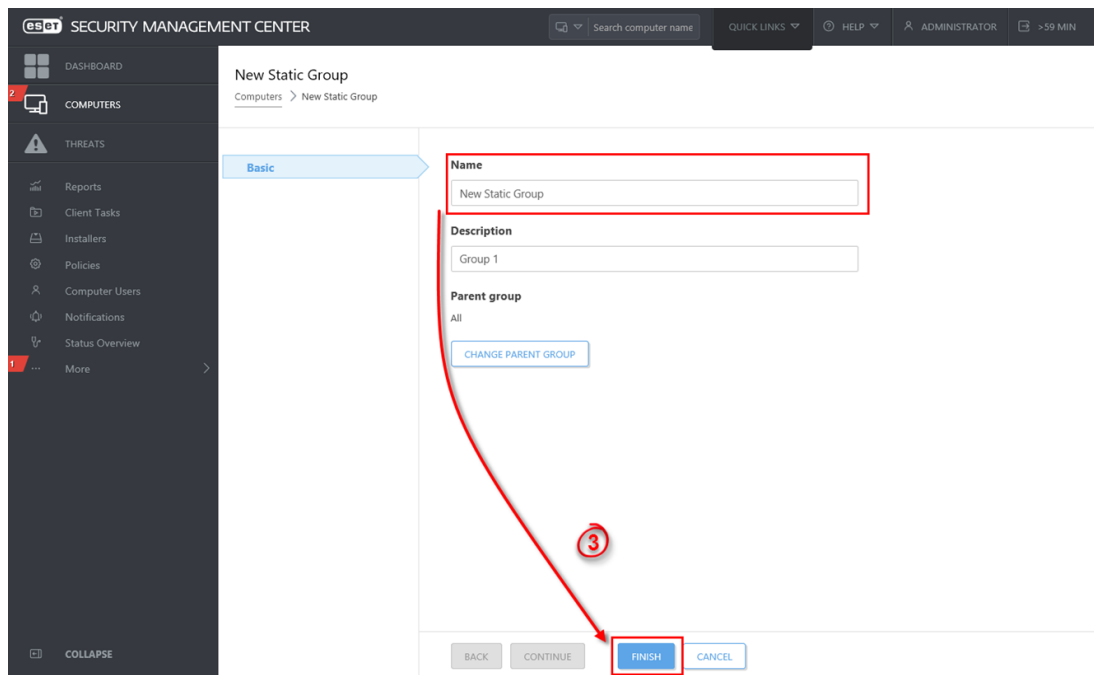 eset SECURITY MANAGEMENT CENTER
Search computer name
QUICK LINKS
HELP
ADMINISTRATOR
>59 MIN
DASHBOARD
2
COMPUTERS
THREATS
Reports
Client Tasks
Installers
Policies
Computer Users
Notifications
Status Overview
1
More
COLLAPSE
New Static Group
Computers > New Static Group
Basic
Name
New Static Group
Description
Group 1
Parent group
All
CHANGE PARENT GROUP
3
BACK CONTINUE FINISH CANCEL